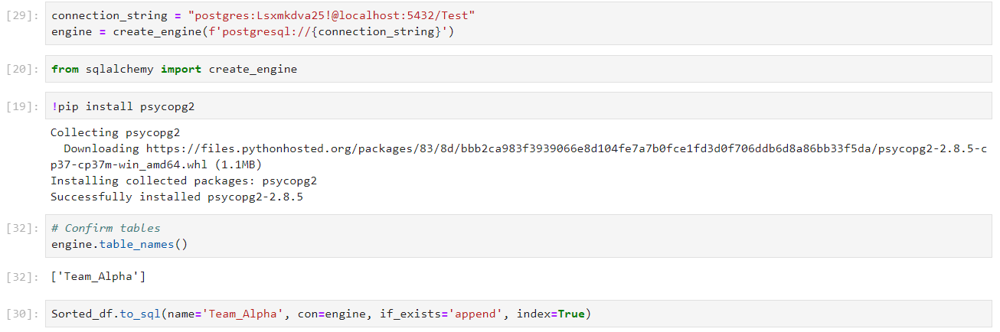 [29]: connection_string = "postgres:Lsxmkdva25!@localhost:5432/Test"
engine = create_engine(f'postgresql://{connection_string}')
[20]: from sqlalchemy import create_engine
[19]: !pip install psycopg2
Collecting psycopg2
Downloading https://files.pythonhosted.org/packages/83/8d/bbb2ca983f3939066e8d104fe7a7b0fce1fd3d0f706ddb6d8a86bb33f5da/psycopg2-2.8.5-c
p37-cp37m-win_amd64.whl (1.1MB)
Installing collected packages: psycopg2
Successfully installed psycopg2-2.8.5
[32]: # Confirm tables
engine.table_names()
[32]: ['Team_Alpha']
[30]: Sorted_df.to_sql(name='Team_Alpha', con=engine, if_exists='append', index=True)